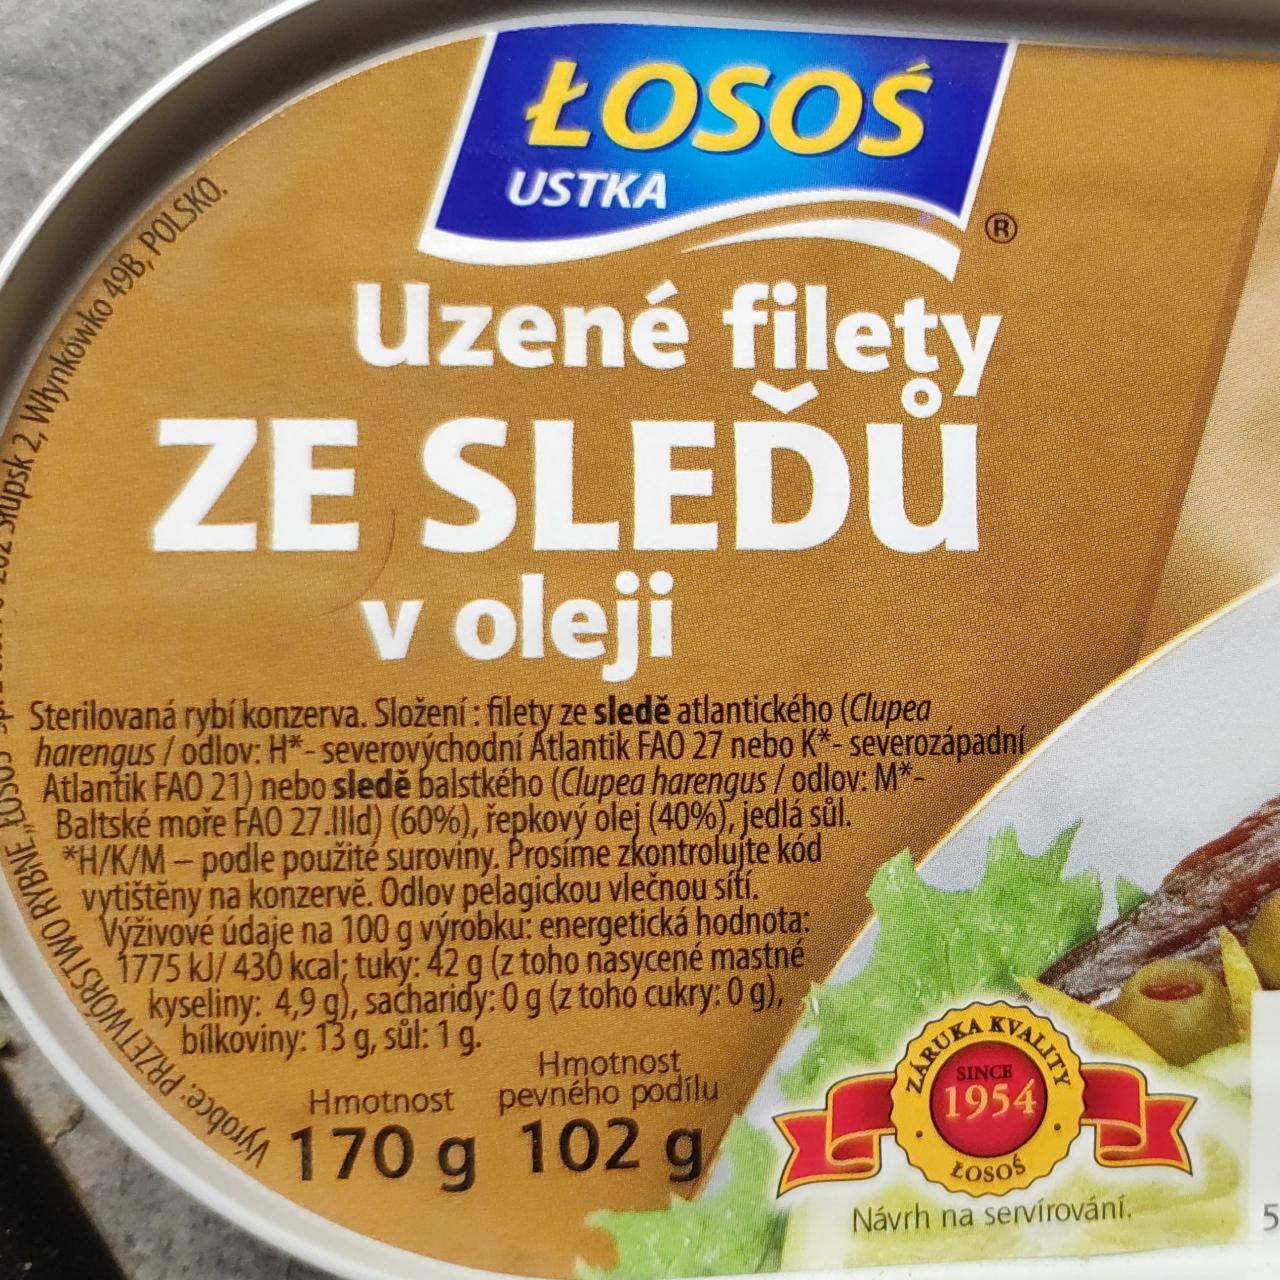 ŁOSOŚ
USTKA
®
Uzené filety
ZE SLEĎŮ
v oleji
Sterilovaná rybí konzerva. Složení : filety ze sledě atlantického (Clupea
harengus / odlov: H*- severovýchodní Atlantik FAO 27 nebo K*- severozápadní
Atlantik FAO 21) nebo sledě balstkého (Clupea harengus / odlov: M*-
Baltské moře FAO 27.IIId) (60%), řepkový olej (40%), jedlá sůl.
*H/K/M – podle použité suroviny. Prosíme zkontrolujte kód
vytištěny na konzervě. Odlov pelagickou vlečnou sítí.
Výživové údaje na 100 g výrobku: energetická hodnota:
1775 kJ/ 430 kcal; tuky: 42 g (z toho nasycené mastné
kyseliny: 4,9 g), sacharidy: 0 g (z toho cukry: 0 g),
bílkoviny: 13 g, sůl: 1 g.
Hmotnost
170 g
Hmotnost
pevného podílu
102 g
Výrobce: PRZETWÓRSTWO RYBNE „ŁOSOŚ" Słupsk 2, Włynkówko 49B, POLSKO.
ZÁRUKA KVALITY
SINCE
1954
ŁOSOŚ
Návrh na servírování.
5